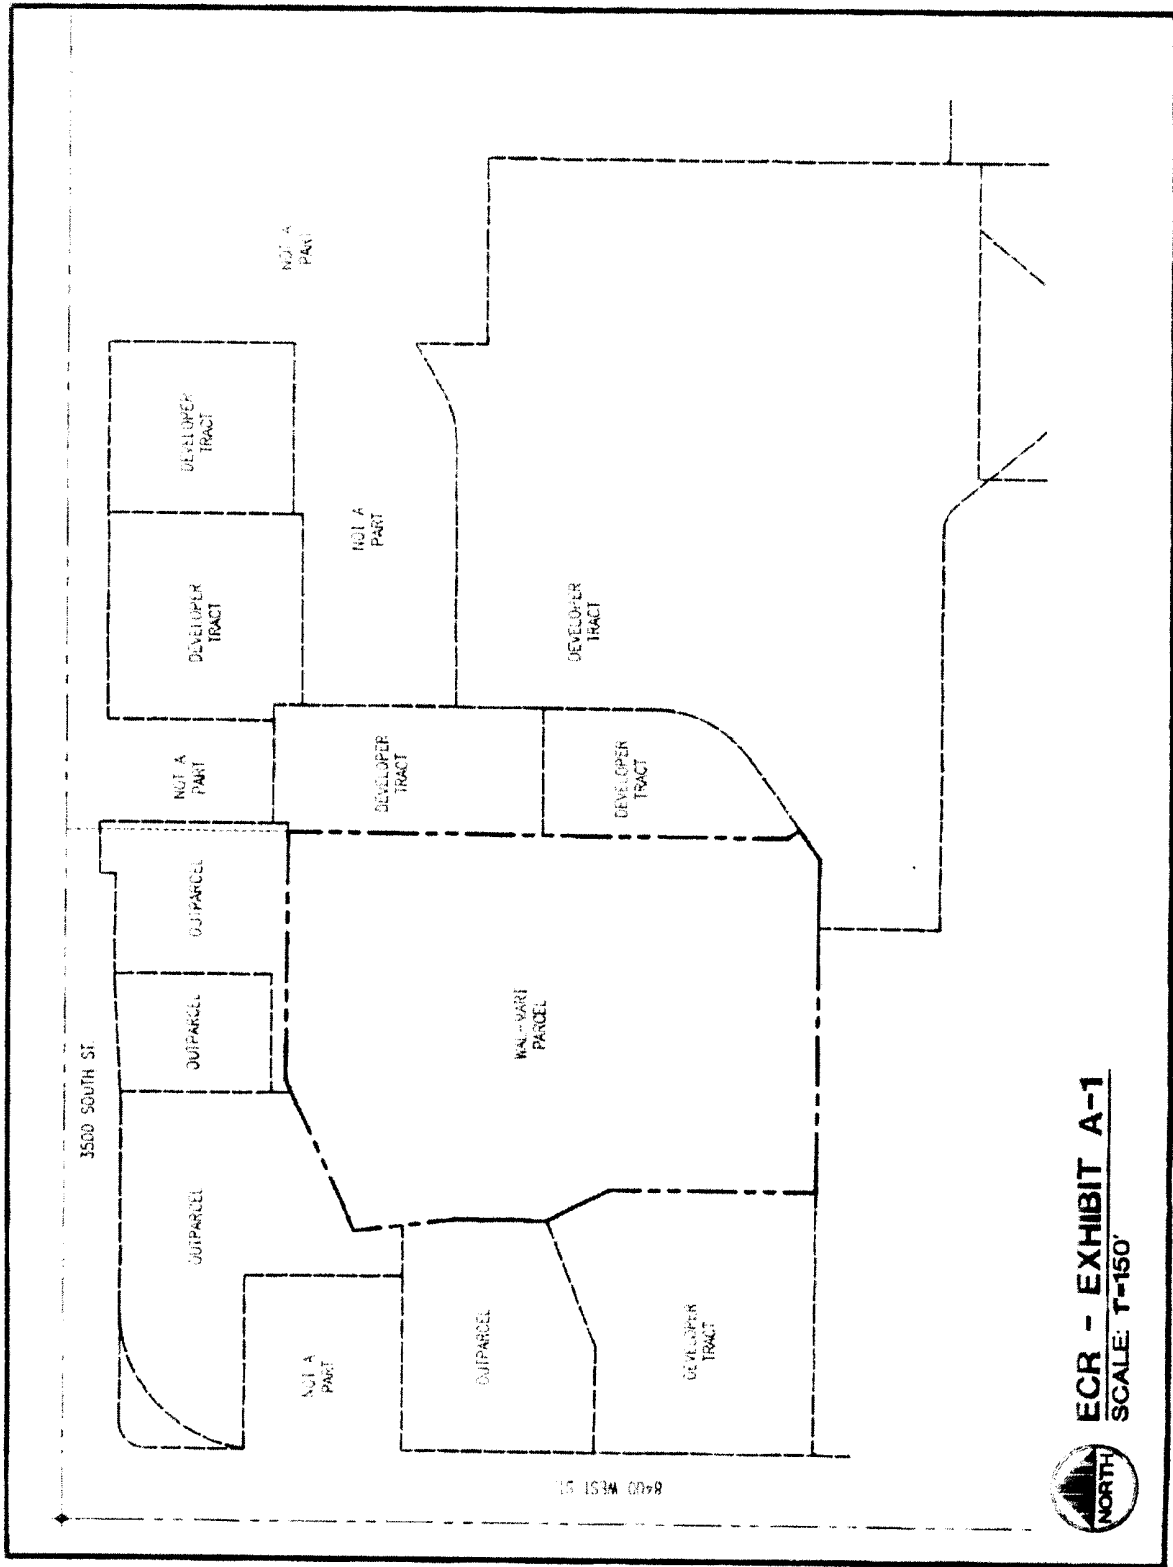 3500 SOUTH ST.
8400 WEST ST.
OUTPARCEL
OUTPARCEL
OUTPARCEL
NOT A
PART
DEVELOPER
TRACT
DEVELOPER
TRACT
NOT A
PART
NOT A
PART
OUTPARCEL
NOT A
PART
WAL-MART
PARCEL
DEVELOPER
TRACT
DEVELOPER
TRACT
DEVELOPER
TRACT
DEVELOPER
TRACT
NORTH
ECR - EXHIBIT A-1
SCALE: 1"=150'